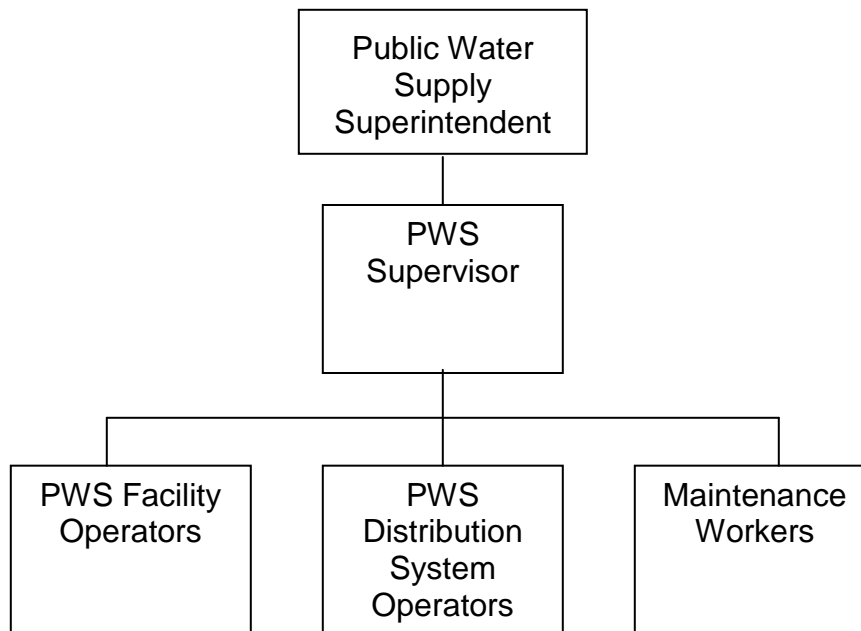 Public Water
Supply
Superintendent
PWS
Supervisor
PWS Facility
Operators
PWS
Distribution
System
Operators
Maintenance
Workers